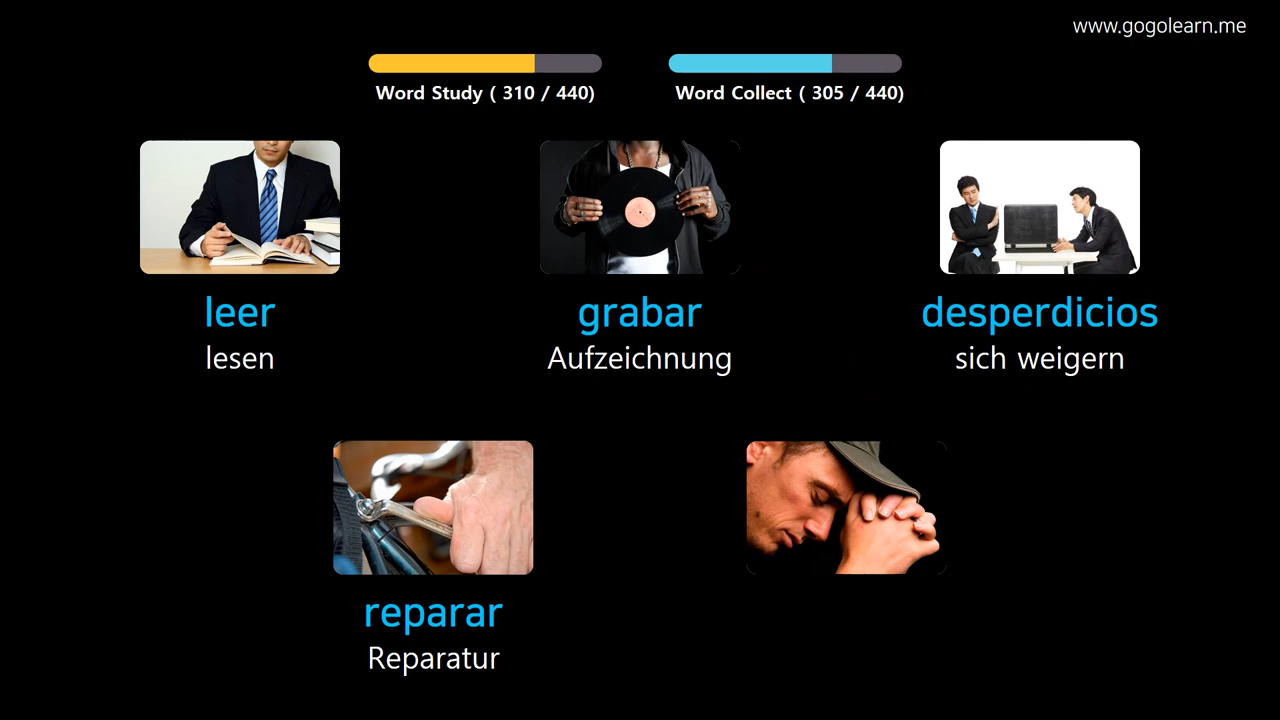 www.gogolearn.me
Word Study ( 310 / 440)
Word Collect ( 305 / 440)
leer
lesen
grabar
Aufzeichnung
desperdicios
sich weigern
reparar
Reparatur